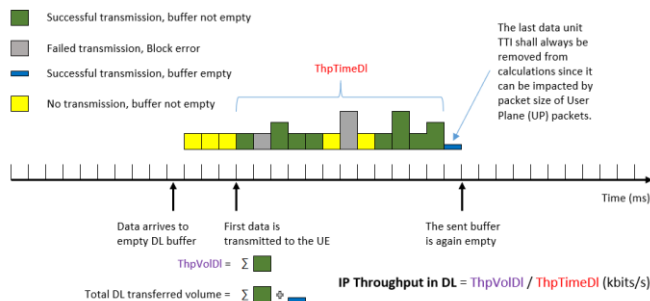 Successful transmission, buffer not empty
Failed transmission, Block error
Successful transmission, buffer empty
No transmission, buffer not empty
ThpTimeDl
The last data unit
TTI shall always be
removed from
calculations since it
can be impacted by
packet size of User
Plane (UP) packets.
Time (ms)
Data arrives to
empty DL buffer
First data is
transmitted to the UE
The sent buffer
is again empty
ThpVolDl = ∑
Total DL transferred volume = ∑ +
IP Throughput in DL = ThpVolDl / ThpTimeDl (kbits/s)